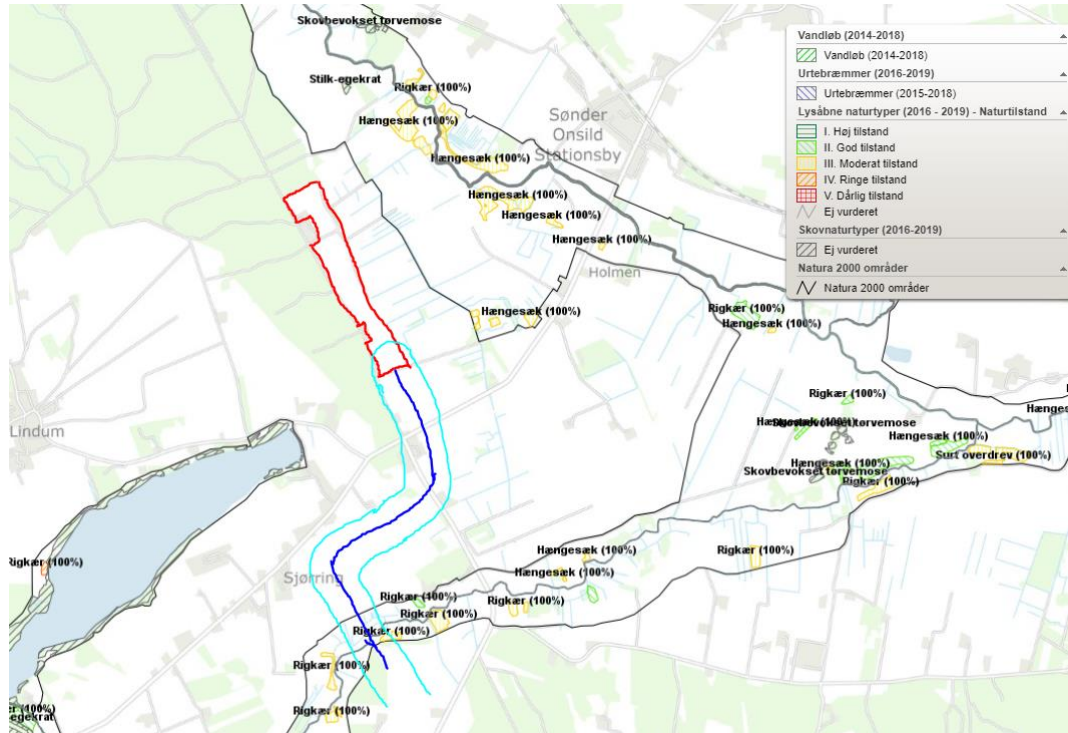 Skovbevokset tørvemose
Stilk-egekrat
Rigkær (100%)
Hængesæk (100%)
Sønder
Onsild
Stationsby
Hængesæk (100%)
Hængesæk (100%)
Hængesæk (100%)
Hængesæk (100%)
Holmen
Hængesæk (100%)
Rigkær (100%)
Hængesæk (100%)
Rigkær (100%)
Skovbevokset tørvemose
Hængesæk (100%)
Surt overdrev (100%)
Hængesæk (100%)
Skovbevokset tørvemose
Rigkær (100%)
Lindum
Rigkær (100%)
Hængesæk (100%)
Hængesæk (100%)
Rigkær (100%)
Sjørring
Rigkær (100%)
Rigkær (100%)
Rigkær (100%)
Rigkær (100%)
Rigkær (100%)
Rigkær (100%)
egekrat
Vandløb (2014-2018)
Vandløb (2014-2018)
Urtebræmmer (2016-2019)
Urtebræmmer (2015-2018)
Lysåbne naturtyper (2016 - 2019) - Naturtilstand
I. Høj tilstand
II. God tilstand
III. Moderat tilstand
IV. Ringe tilstand
V. Dårlig tilstand
Ej vurderet
Skovnaturtyper (2016-2019)
Ej vurderet
Natura 2000 områder
Natura 2000 områder